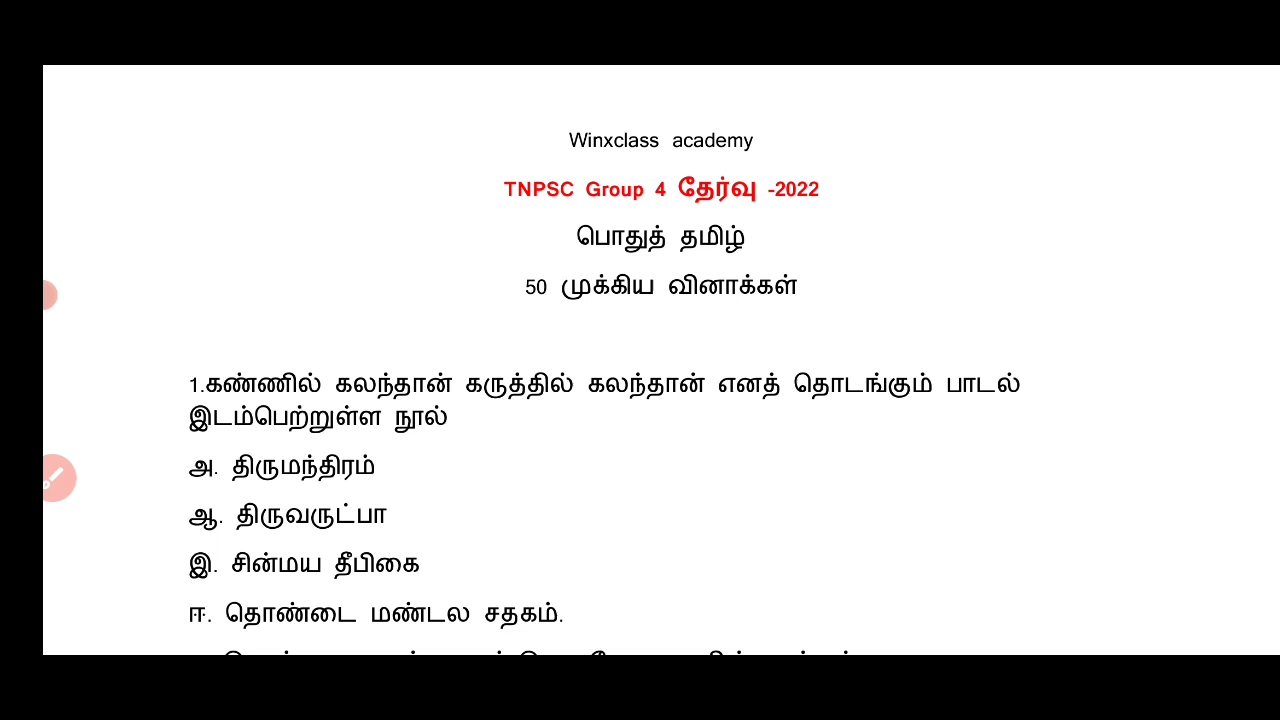 Winxclass academy
TNPSC Group 4 தேர்வு -2022
பொதுத் தமிழ்
50 முக்கிய வினாக்கள்
1.கண்ணில் கலந்தான் கருத்தில் கலந்தான் எனத் தொடங்கும் பாடல்
இடம்பெற்றுள்ள நூல்
அ. திருமந்திரம்
ஆ. திருவருட்பா
இ. சின்மய தீபிகை
ஈ. தொண்டை மண்டல சதகம்.